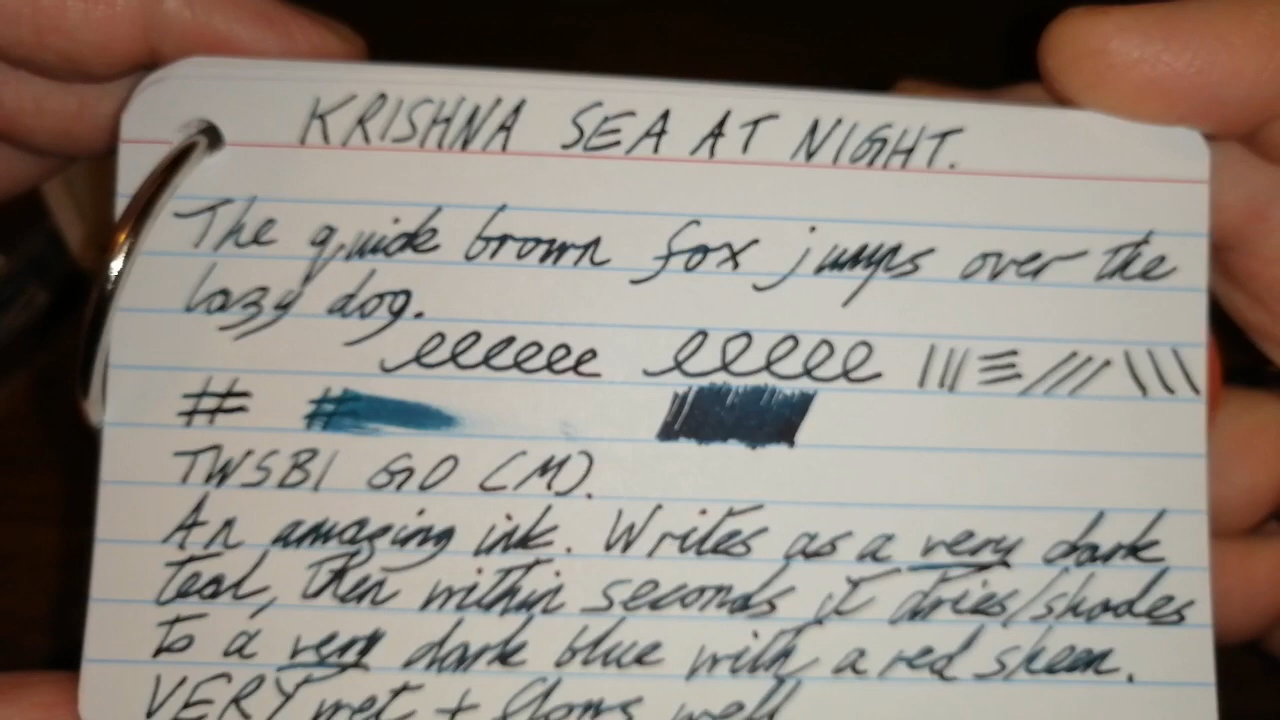 KRISHNA SEA AT NIGHT.
The quick brown fox jumps over the
lazy dog.
eeeeeee eeeee
# #
TWSBI GO (M).
An amazing ink. Writes as a very dark
teal, then within seconds it dries/shades
to a very dark blue with a red sheen.
VERY wet + flows well